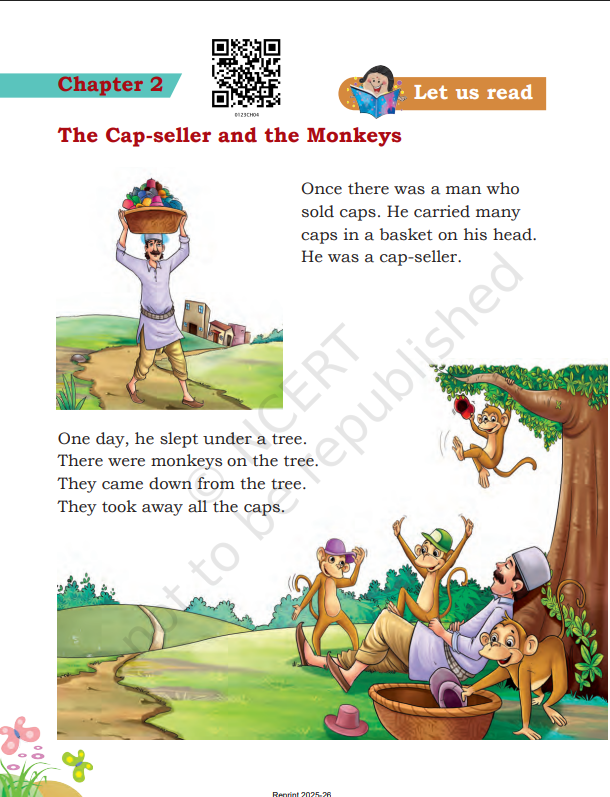 Chapter 2
0123CH04
Let us read
The Cap-seller and the Monkeys
Once there was a man who
sold caps. He carried many
caps in a basket on his head.
He was a cap-seller.
One day, he slept under a tree.
There were monkeys on the tree.
They came down from the tree.
They took away all the caps.
© NCERT
not to be republished
Reprint 2025-26